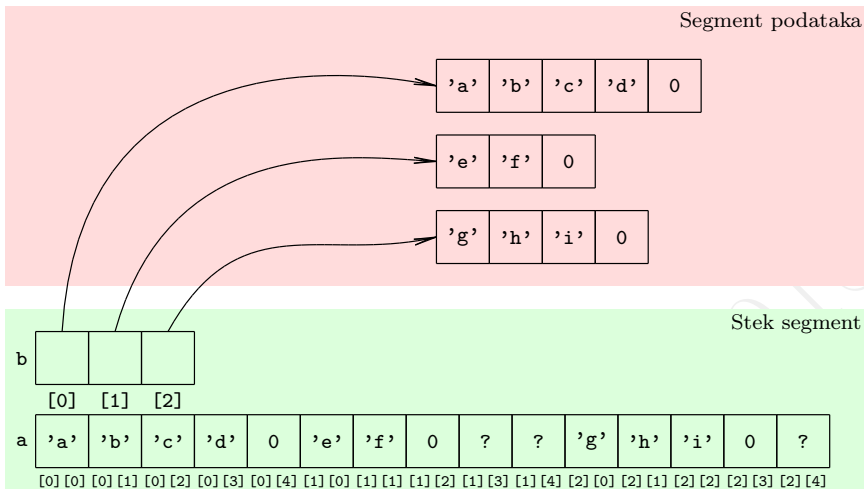 Segment podataka
'a' 'b' 'c' 'd' 0
'e' 'f' 0
'g' 'h' 'i' 0
Stek segment
b
[0] [1] [2]
a 'a' 'b' 'c' 'd' 0 'e' 'f' 0 ? ? 'g' 'h' 'i' 0 ?
[0][0] [0][1] [0][2] [0][3] [0][4] [1][0] [1][1] [1][2] [1][3] [1][4] [2][0] [2][1] [2][2] [2][3] [2][4]